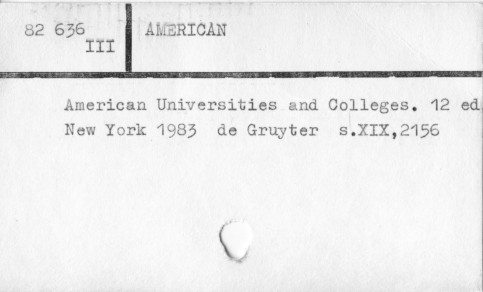 82 636 AMERICAN
III
American Universities and Colleges. 12 ed
New York 1983 de Gruyter s.XIX,2156